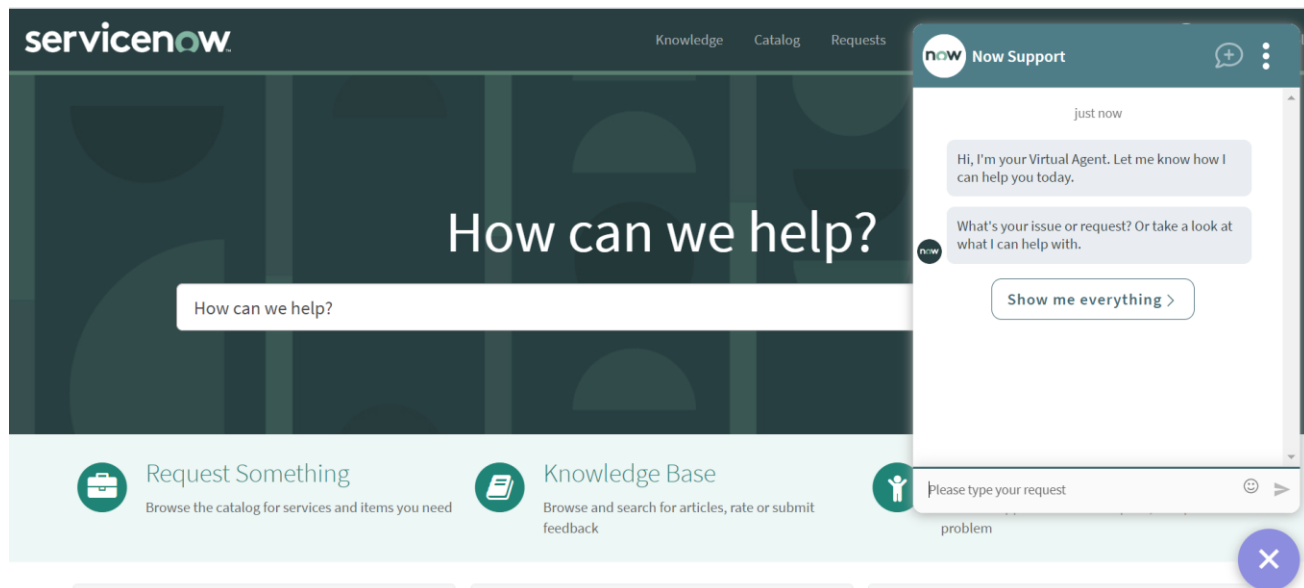 servicenow
Knowledge Catalog Requests
How can we help?
How can we help?
Request Something
Browse the catalog for services and items you need
Knowledge Base
Browse and search for articles, rate or submit
feedback
problem
now Now Support
just now
Hi, I'm your Virtual Agent. Let me know how I
can help you today.
What's your issue or request? Or take a look at
what I can help with.
now
Show me everything >
Please type your request